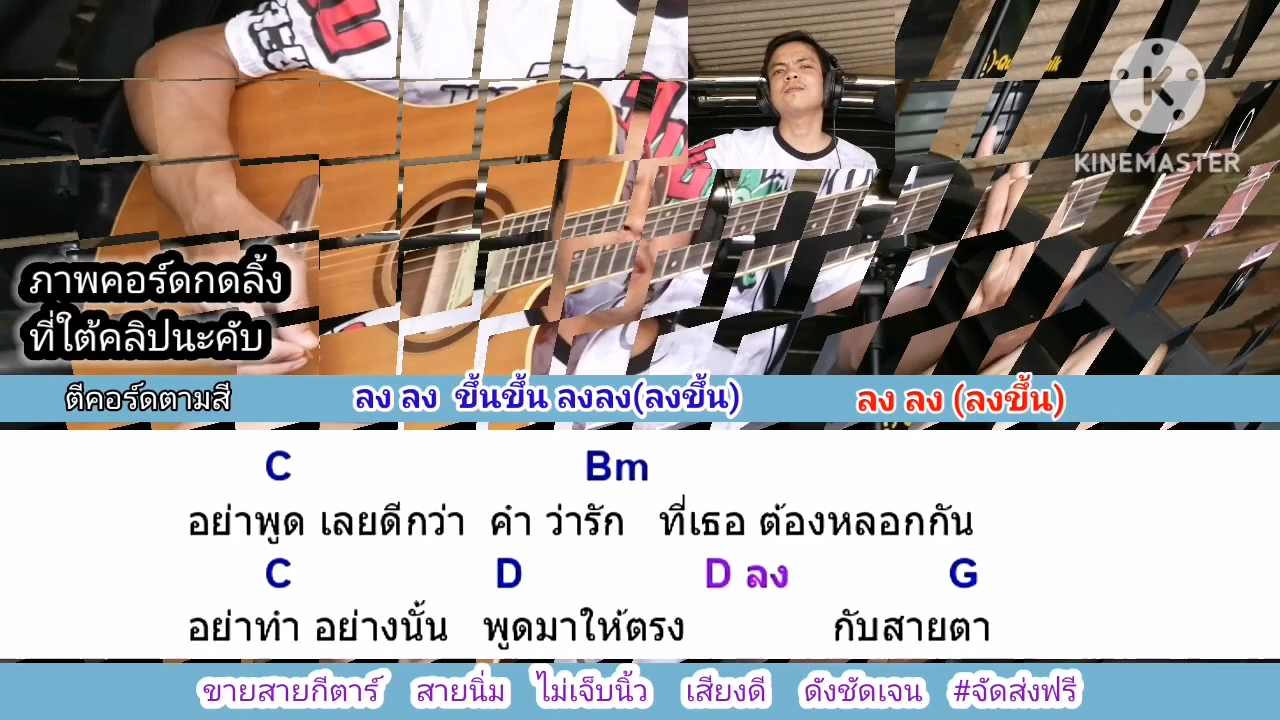 KINEMASTER
ภาพคอร์ดกดลิ้ง
ที่ใต้คลิปนะคับ
ตีคอร์ดตามสี ลง ลง ขึ้นขึ้น ลงลง(ลงขึ้น) ลง ลง (ลงขึ้น)
C Bm
อย่าพูด เลยดีกว่า คำ ว่ารัก ที่เธอ ต้องหลอกกัน
C D D ลง G
อย่าทำ อย่างนั้น พูดมาให้ตรง กับสายตา
ขายสายกีตาร์ สายนิ่ม ไม่เจ็บนิ้ว เสียงดี ดังชัดเจน #จัดส่งฟรี